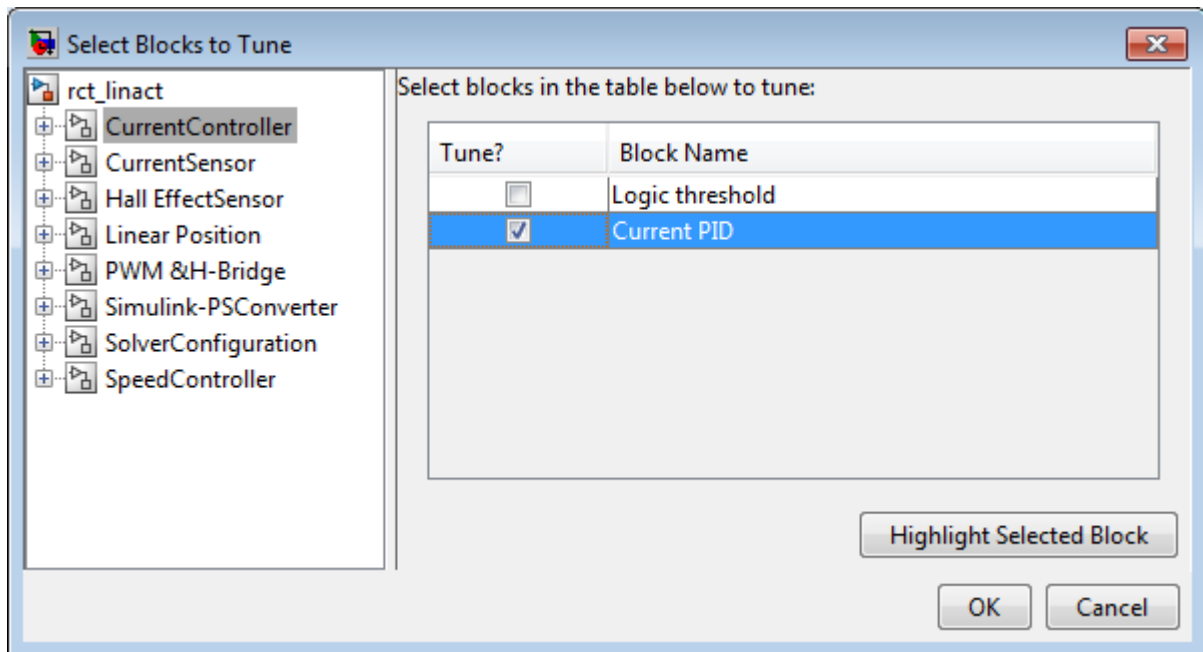 Select Blocks to Tune
rct_linact
CurrentController
CurrentSensor
Hall EffectSensor
Linear Position
PWM &H-Bridge
Simulink-PSConverter
SolverConfiguration
SpeedController
Select blocks in the table below to tune:
Tune? Block Name
Logic threshold
Current PID
Highlight Selected Block
OK Cancel